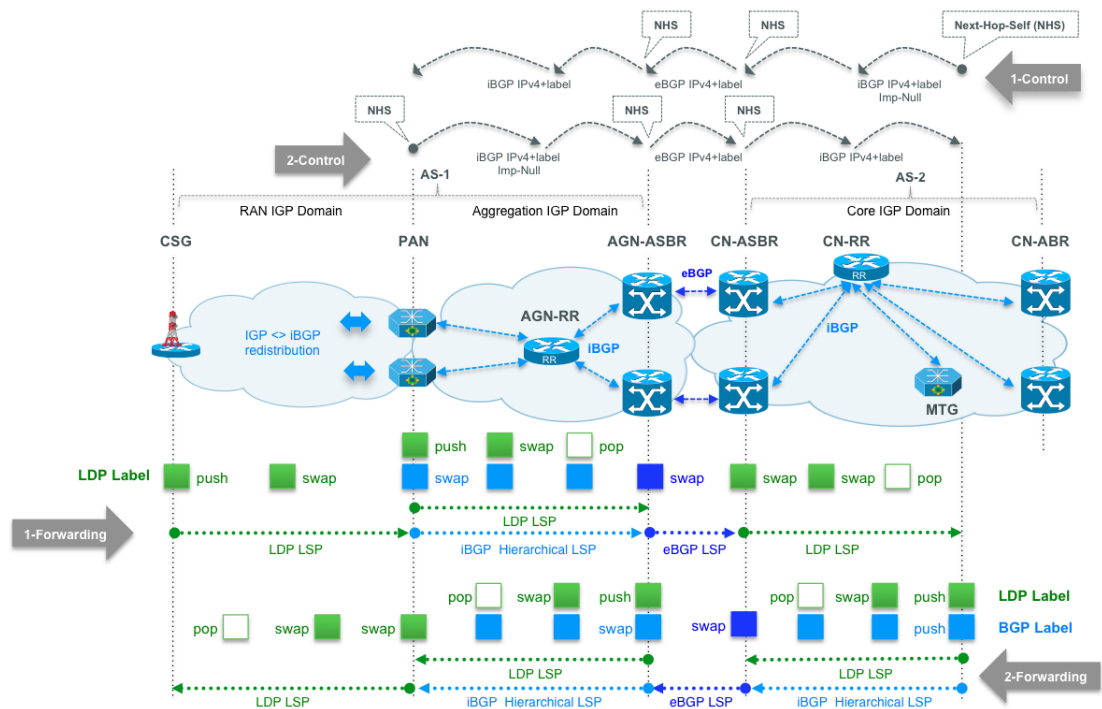 NHS
NHS
NHS
Next-Hop-Self (NHS)
iBGP IPv4+label
eBGP IPv4+label
iBGP IPv4+label
Imp-Null
1-Control
NHS
NHS
NHS
2-Control
iBGP IPv4+label
Imp-Null
eBGP IPv4+label
iBGP IPv4+label
AS-1
AS-2
RAN IGP Domain
Aggregation IGP Domain
Core IGP Domain
CSG
PAN
AGN-ASBR
CN-ASBR
CN-RR
CN-ABR
eBGP
RR
AGN-RR
IGP <> iBGP
redistribution
RR
iBGP
iBGP
MTG
push
swap
pop
LDP Label
push
swap
swap
swap
swap
swap
pop
LDP LSP
1-Forwarding
LDP LSP
iBGP  Hierarchical LSP
eBGP LSP
LDP LSP
pop
swap
push
pop
swap
push
LDP Label
pop
swap
swap
swap
swap
push
BGP Label
LDP LSP
LDP LSP
2-Forwarding
LDP LSP
iBGP  Hierarchical LSP
eBGP LSP
iBGP  Hierarchical LSP